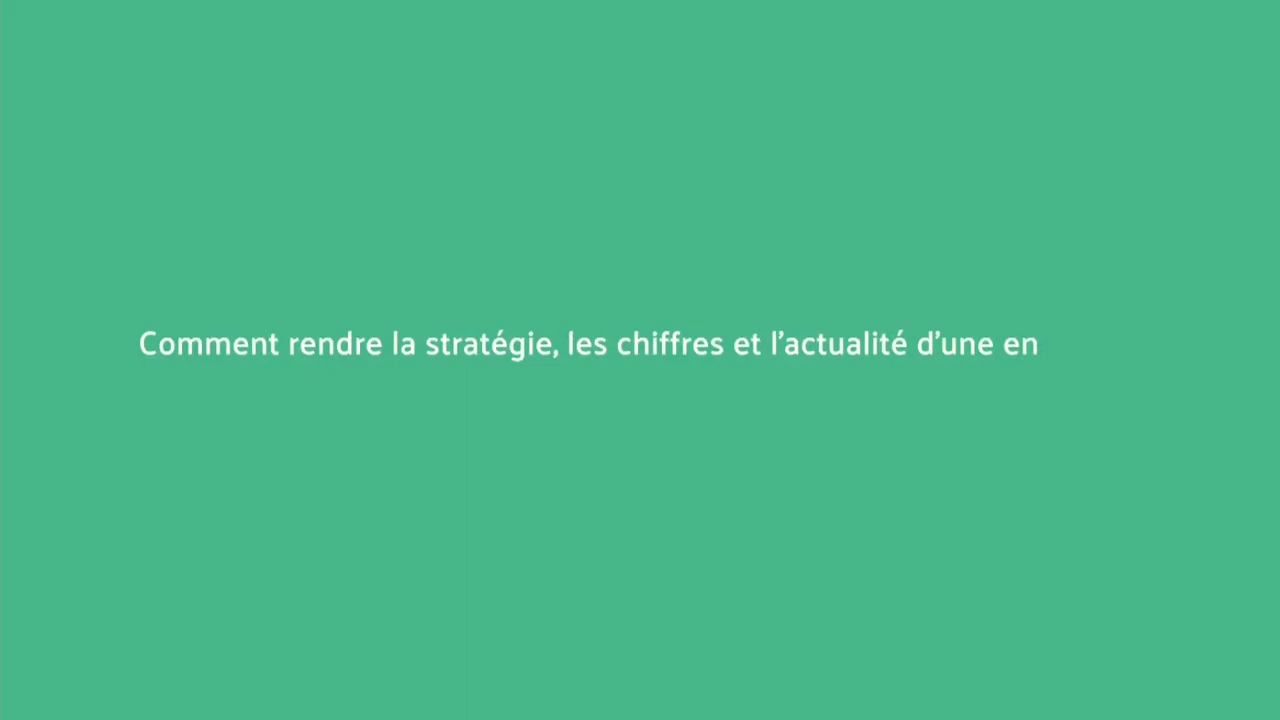 Comment rendre la stratégie, les chiffres et l’actualité d’une en